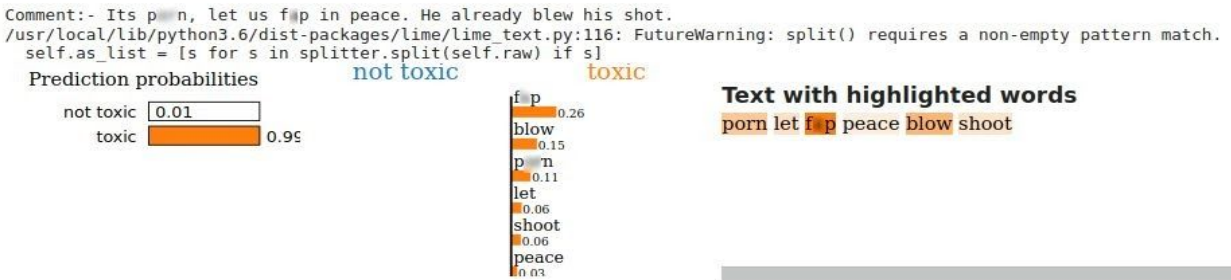 Comment:- Its p  n, let us f p in peace. He already blew his shot.
/usr/local/lib/python3.6/dist-packages/lime/lime_text.py:116: FutureWarning: split() requires a non-empty pattern match.
self.as_list = [s for s in splitter.split(self.raw) if s]
Prediction probabilities
not toxic 0.01
toxic 0.99
not toxic toxic
f p
0.26
blow
0.15
p  n
0.11
let
0.06
shoot
0.06
peace
0.03
Text with highlighted words
porn let f p peace blow shoot